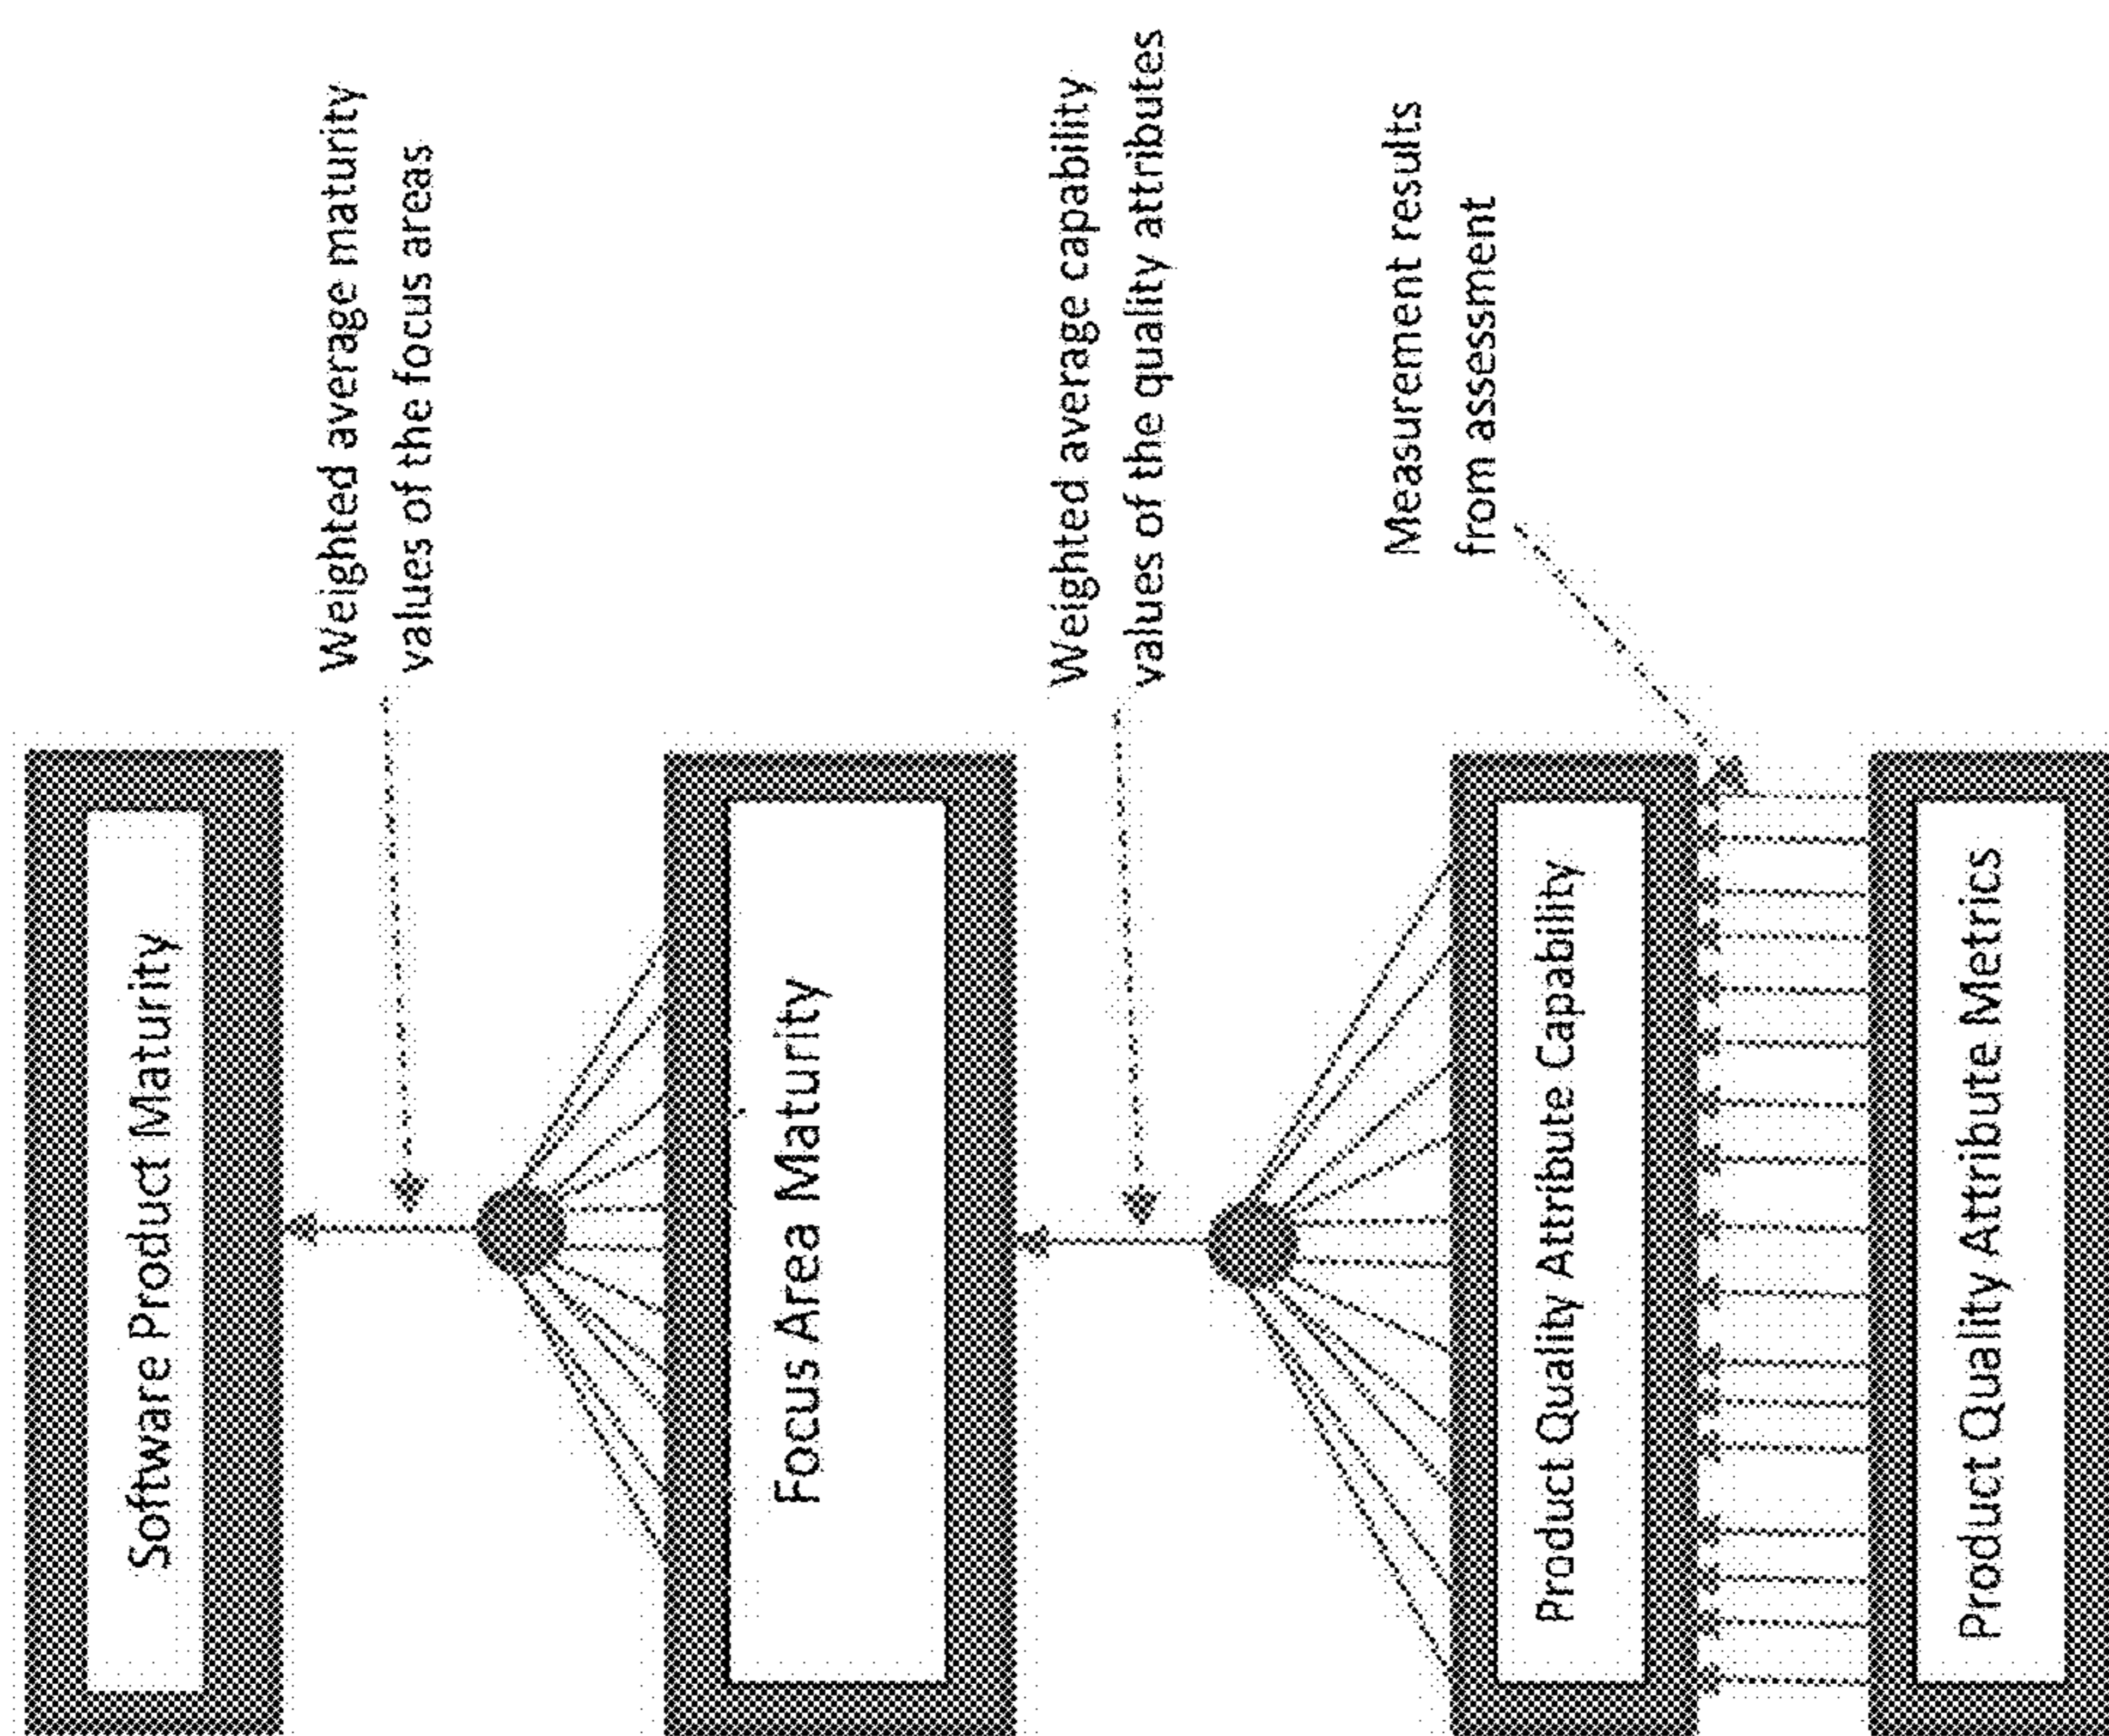 Software Product Maturity
Weighted average maturity
values of the focus areas
Focus Area Maturity
Weighted average capability
values of the quality attributes
Product Quality Attribute Capability
Measurement results
from assessment
Product Quality Attribute Metrics